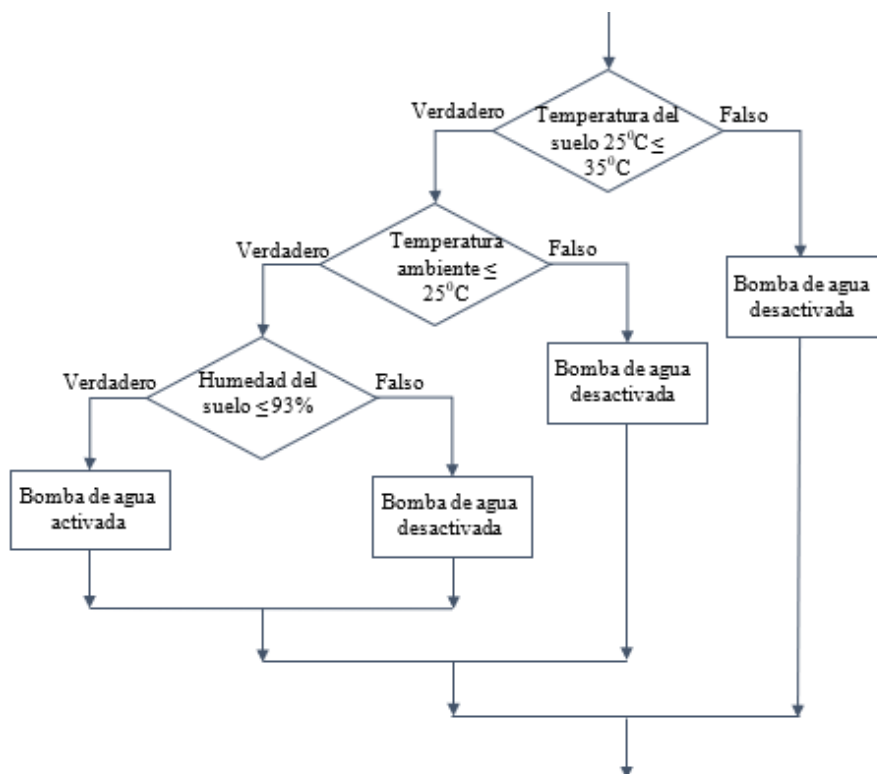 Verdadero
Temperatura del
suelo 25⁰C ≤
35⁰C
Falso
Verdadero
Temperatura
ambiente ≤
25⁰C
Falso
Bomba de agua
desactivada
Verdadero
Humedad del
suelo ≤ 93%
Falso
Bomba de agua
desactivada
Bomba de agua
activada
Bomba de agua
desactivada